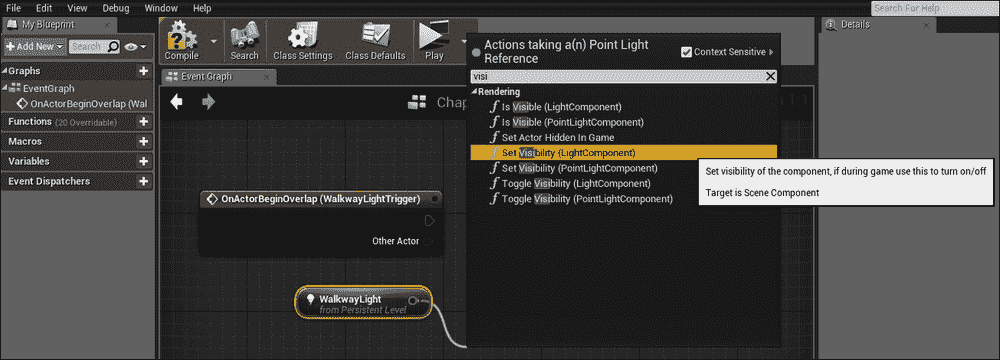 File Edit View Debug Window Help
Search For Help
My Blueprint
Add New
Search
Graphs
EventGraph
OnActorBeginOverlap (Wal
Functions (20 Overridable)
Macros
Variables
Event Dispatchers
Compile
Search
Class Settings
Class Defaults
Play
Event Graph
Chap
OnActorBeginOverlap (WalkwayLightTrigger)
Other Actor
WalkwayLight
from Persistent Level
Actions taking a(n) Point Light
Reference
Context Sensitive
visi
Rendering
Is Visible (LightComponent)
Is Visible (PointLightComponent)
Set Actor Hidden In Game
Set Visibility (LightComponent)
Set Visibility (PointLightComponent)
Toggle Visibility (LightComponent)
Toggle Visibility (PointLightComponent)
Set visibility of the component, if during game use this to turn on/off
Target is Scene Component
Details